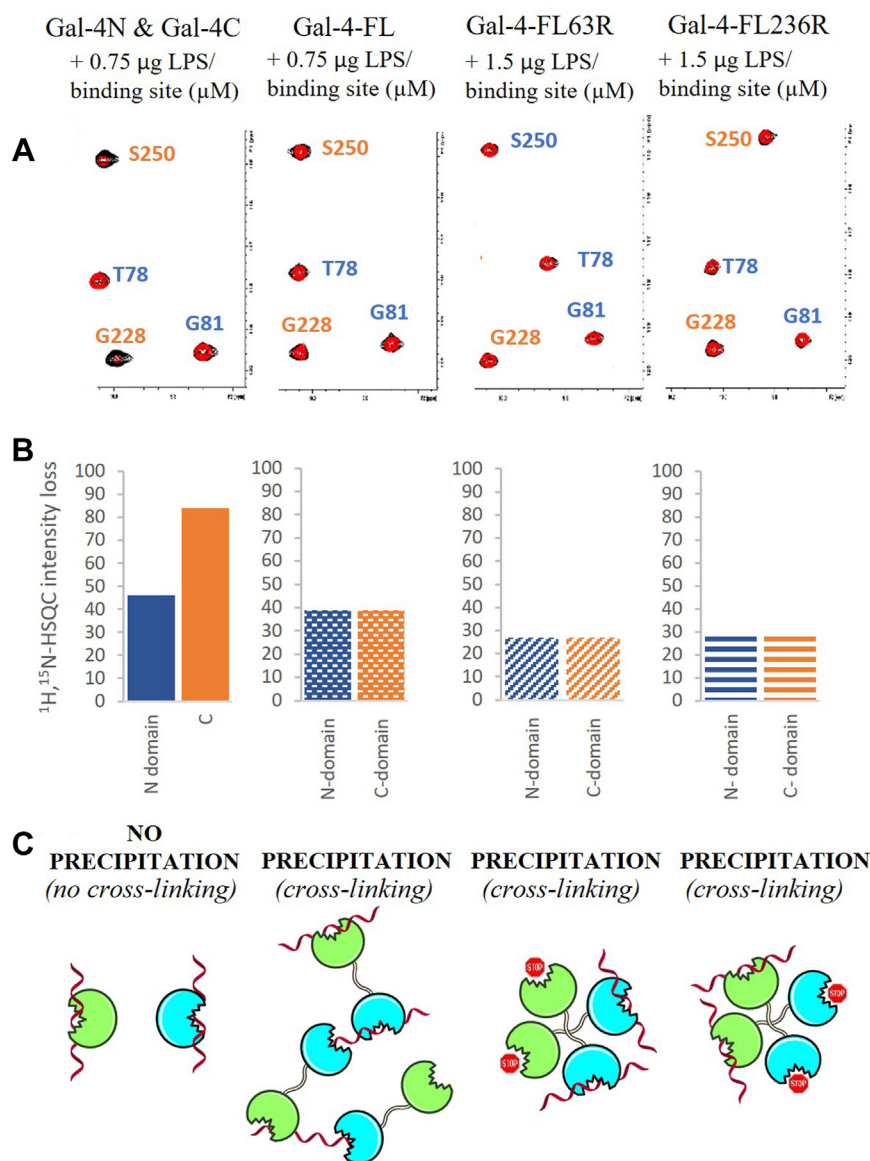 Gal-4N & Gal-4C
+ 0.75 µg LPS/
binding site (µM)
Gal-4-FL
+ 0.75 µg LPS/
binding site (µM)
Gal-4-FL63R
+ 1.5 µg LPS/
binding site (µM)
Gal-4-FL236R
+ 1.5 µg LPS/
binding site (µM)
A
S250
T78
G228
G81
S250
T78
G228
G81
S250
T78
G228
G81
S250
T78
G228
G81
B
¹H,¹⁵N-HSQC intensity loss
100
90
80
70
60
50
40
30
20
10
0
N domain
C
100
90
80
70
60
50
40
30
20
10
0
N-domain
C-domain
100
90
80
70
60
50
40
30
20
10
0
N-domain
C-domain
100
90
80
70
60
50
40
30
20
10
0
N- domain
C- domain
C
NO
PRECIPITATION
(no cross-linking)
PRECIPITATION
(cross-linking)
PRECIPITATION
(cross-linking)
PRECIPITATION
(cross-linking)
STOP
STOP
STOP
STOP